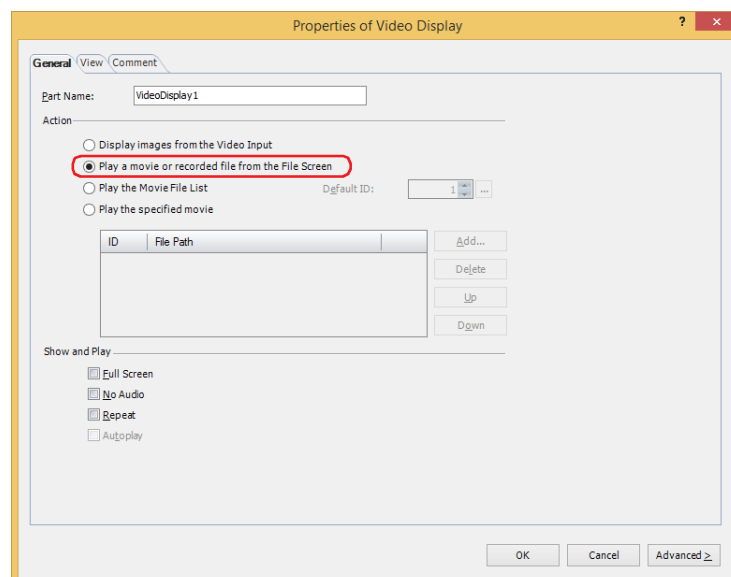 Properties of Video Display
? ×
General View Comment
Part Name: VideoDisplay1
Action
Display images from the Video Input
Play a movie or recorded file from the File Screen
Play the Movie File List Default ID: 1 ...
Play the specified movie
ID File Path
Add...
Delete
Up
Down
Show and Play
Full Screen
No Audio
Repeat
Autoplay
OK Cancel Advanced >